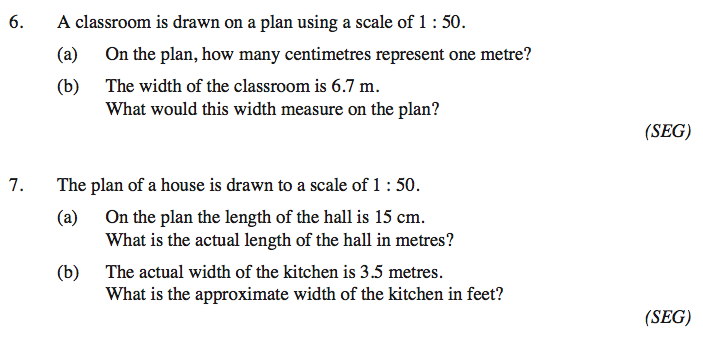 6. A classroom is drawn on a plan using a scale of 1 : 50.
(a) On the plan, how many centimetres represent one metre?
(b) The width of the classroom is 6.7 m.
What would this width measure on the plan?
(SEG)
7. The plan of a house is drawn to a scale of 1 : 50.
(a) On the plan the length of the hall is 15 cm.
What is the actual length of the hall in metres?
(b) The actual width of the kitchen is 3.5 metres.
What is the approximate width of the kitchen in feet?
(SEG)